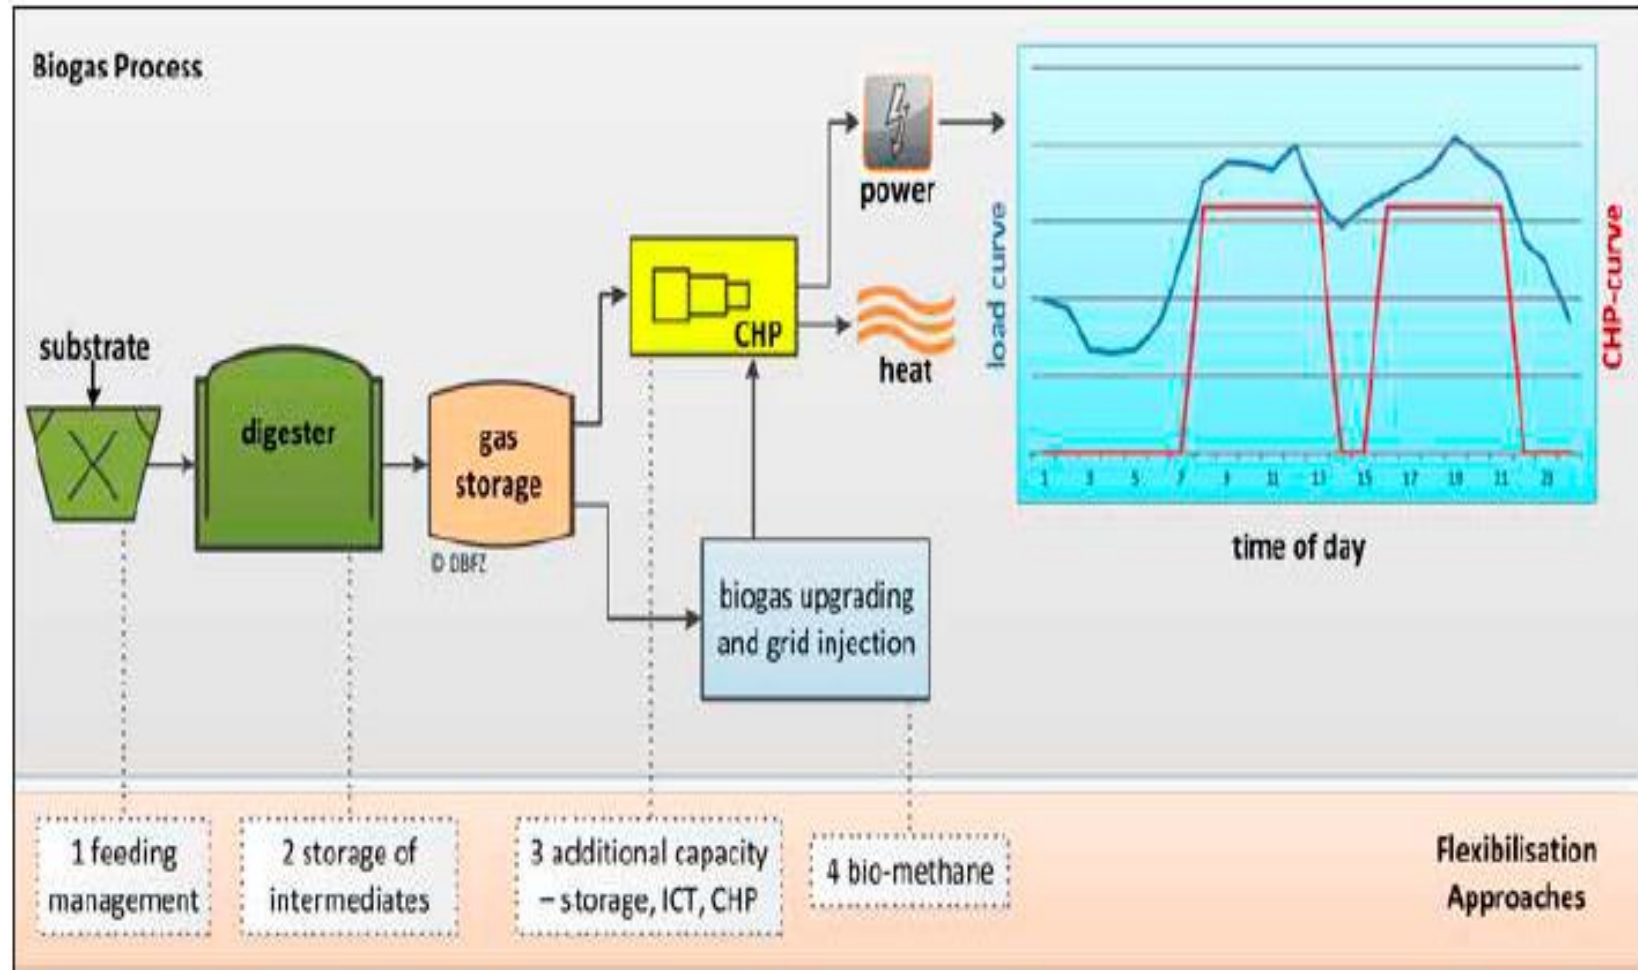 Biogas Process
substrate
digester
gas
storage
© DBFZ
CHP
power
heat
biogas upgrading
and grid injection
load curve
CHP-curve
1 3 5 7 9 11 13 15 17 19 21 23
time of day
1 feeding
management
2 storage of
intermediates
3 additional capacity
– storage, ICT, CHP
4 bio-methane
Flexibilisation
Approaches